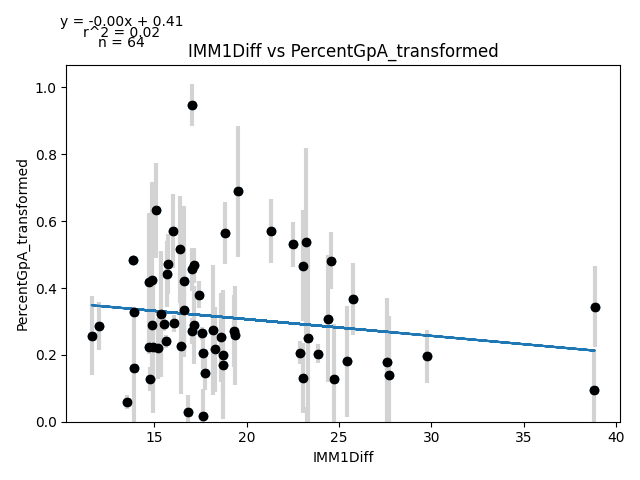 y = -0.00x + 0.41
r^2 = 0.02
n = 64
IMM1Diff vs PercentGpA_transformed
PercentGpA_transformed
1.0
0.8
0.6
0.4
0.2
0.0
15
20
25
30
35
40
IMM1Diff